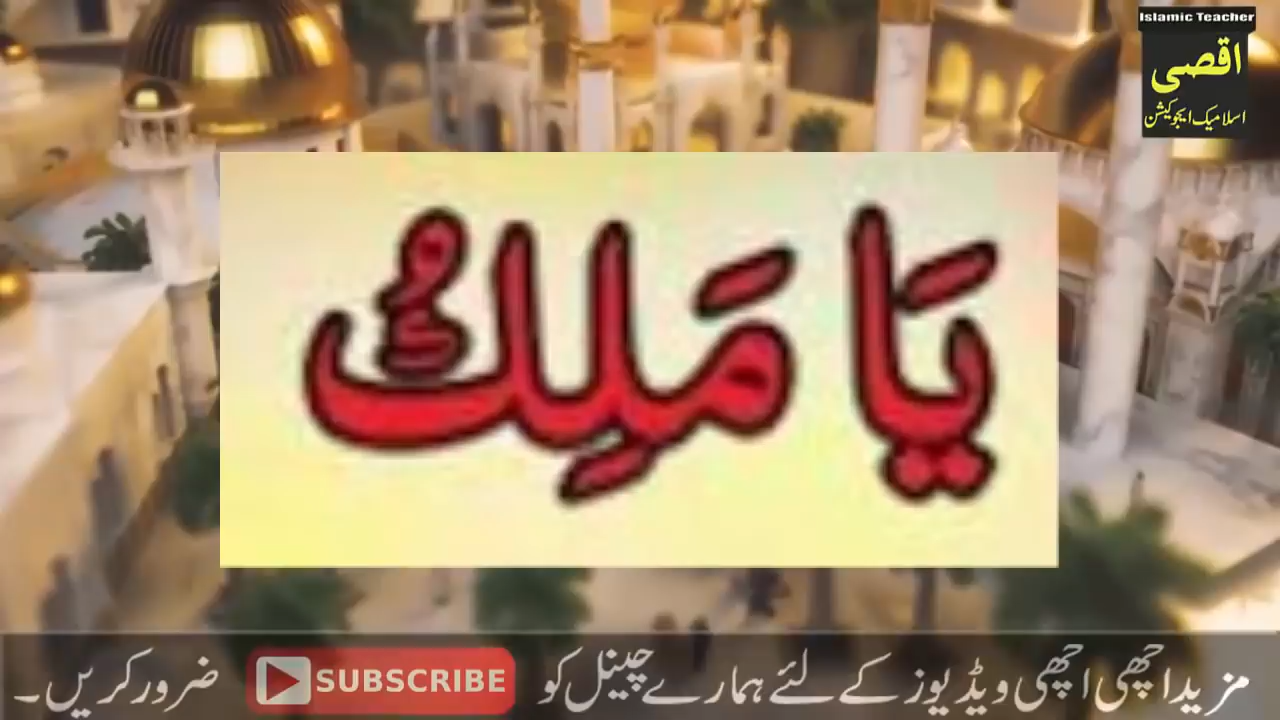 Islamic Teacher
اقصی
اسلامیک ایجوکیشن
يَا مَلِكُ
مزید اچھی اچھی ویڈیوز کے لئے ہمارے چینل کو SUBSCRIBE ضرور کریں۔